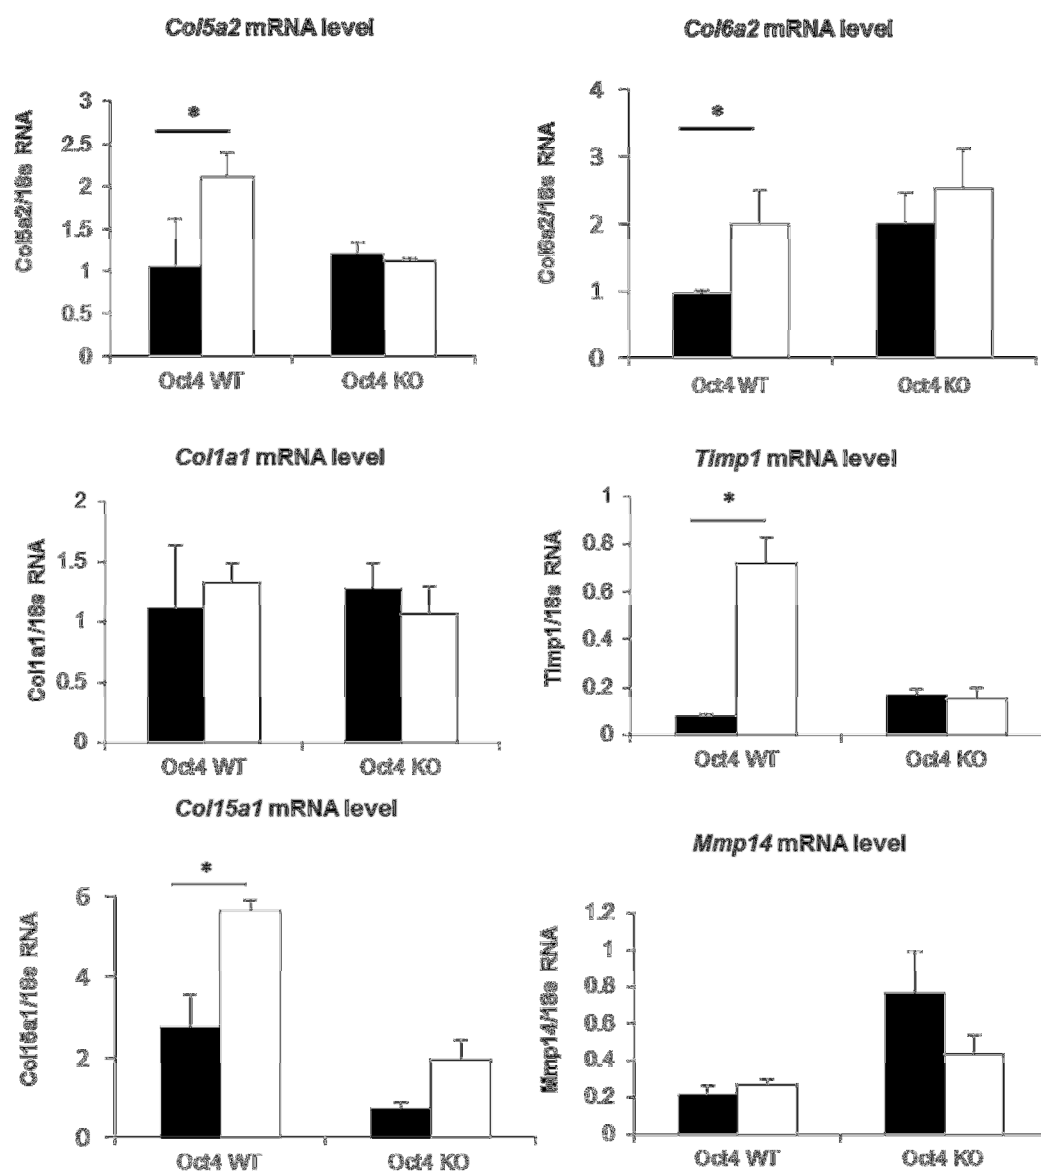 Col5a2 mRNA level
Col5a2/18s RNA
*
3
2.5
2
1.5
1
0.5
0
Oct4 WT
Oct4 KO
Col6a2 mRNA level
Col6a2/18s RNA
*
4
3
2
1
0
Oct4 WT
Oct4 KO
Col1a1 mRNA level
Col1a1/18s RNA
2
1.5
1
0.5
0
Oct4 WT
Oct4 KO
Timp1 mRNA level
Timp1/18s RNA
*
1
0.8
0.6
0.4
0.2
0
Oct4 WT
Oct4 KO
Col15a1 mRNA level
Col15a1/18s RNA
*
6
4
2
0
Oct4 WT
Oct4 KO
Mmp14 mRNA level
Mmp14/18s RNA
1.2
1
0.8
0.6
0.4
0.2
0
Oct4 WT
Oct4 KO